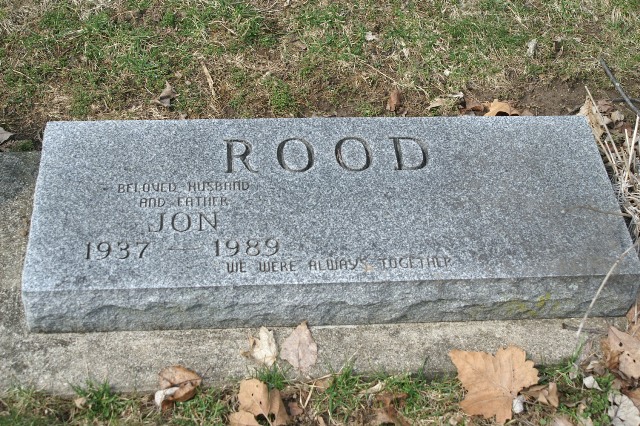 ROOD
BELOVED HUSBAND
AND FATHER
JON
1937 — 1989
WE WERE ALWAYS TOGETHER